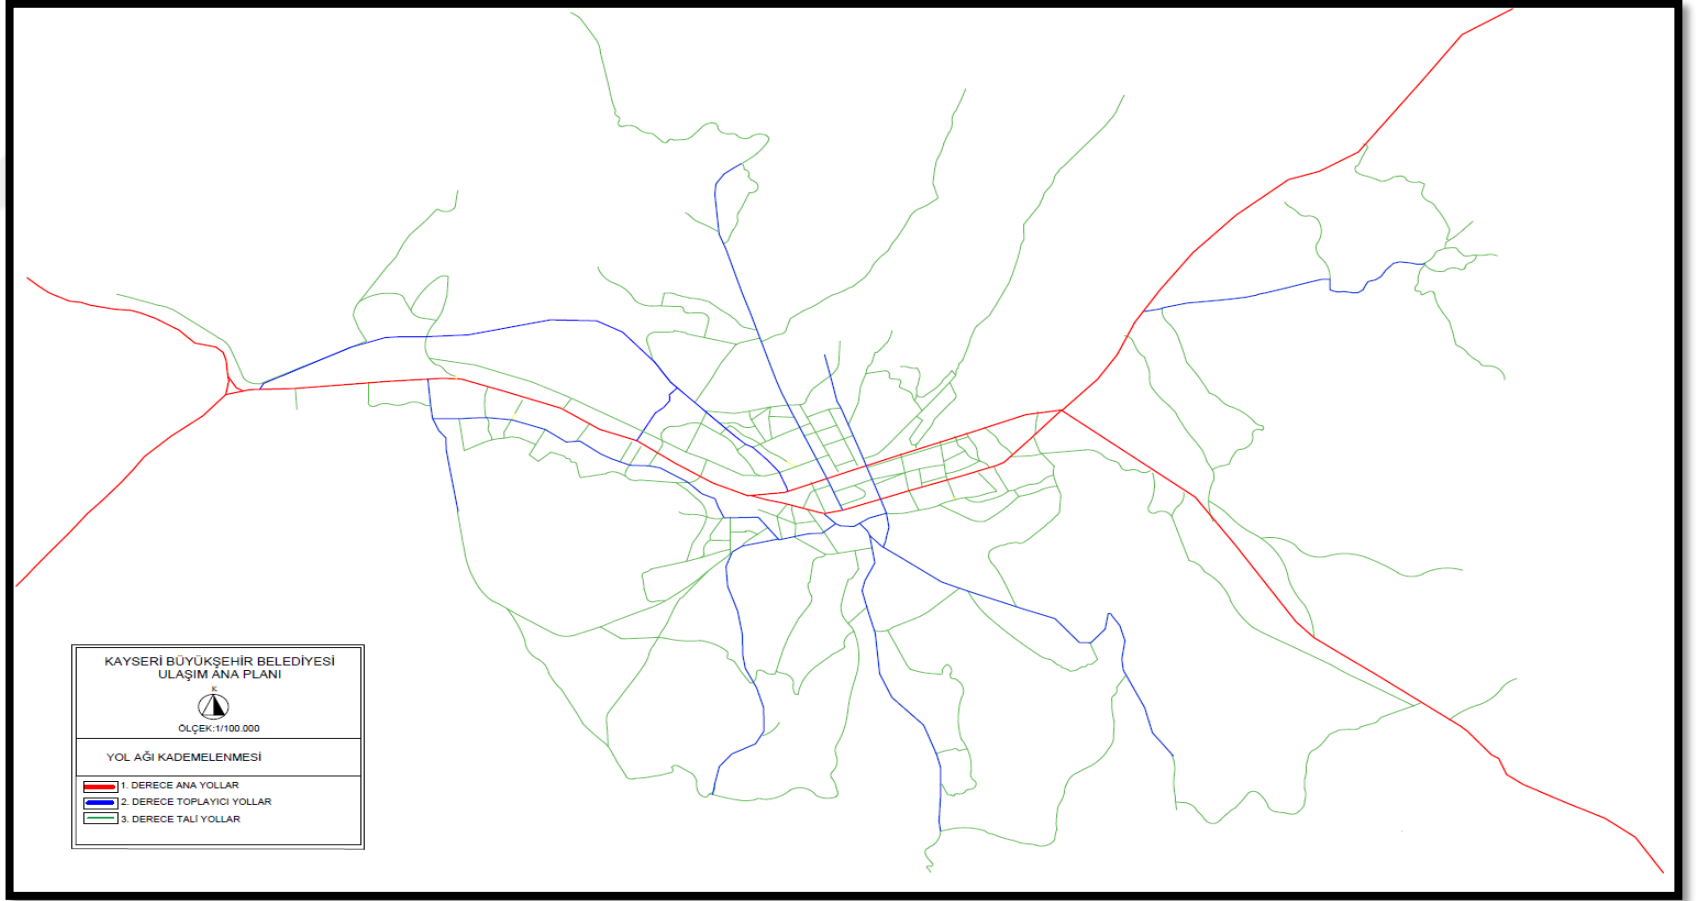 KAYSERİ BÜYÜKŞEHİR BELEDİYESİ
ULAŞIM ANA PLANI
K
ÖLÇEK:1/100.000
YOL AĞI KADEMELENMESİ
1. DERECE ANA YOLLAR
2. DERECE TOPLAYICI YOLLAR
3. DERECE TALİ YOLLAR